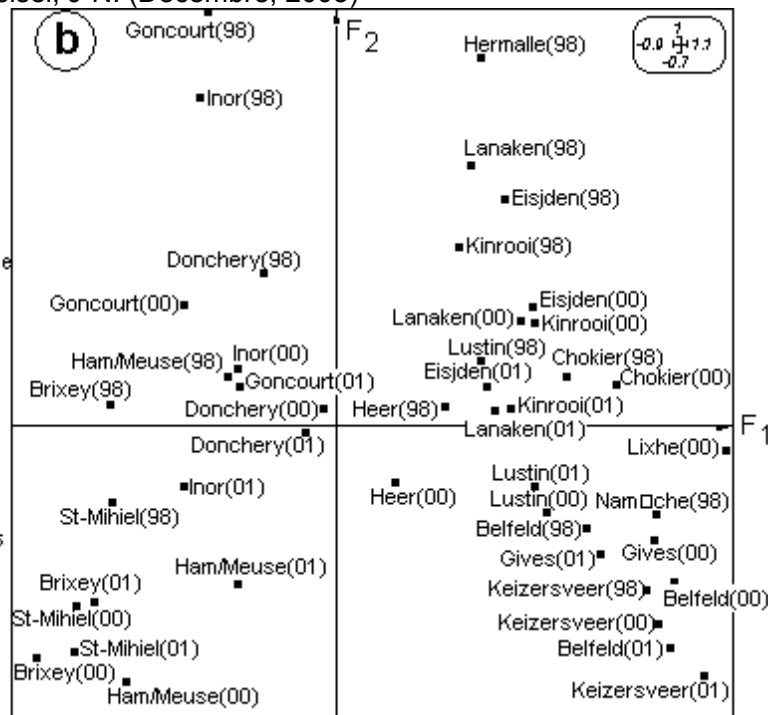 b
Goncourt(98)
F2
Hermalle(98)
1
-0.9 1.1
-0.7
Inor(98)
Lanaken(98)
Eisjden(98)
Kinrooi(98)
Donchery(98)
e
Goncourt(00)
Eisjden(00)
Lanaken(00)
Kinrooi(00)
Lustin(98)
Inor(00)
Ham/Meuse(98)
Chokier(98)
Eisjden(01)
Chokier(00)
Goncourt(01)
Brixey(98)
Donchery(00)
Heer(98)
Kinrooi(01)
F1
Lanaken(01)
Donchery(01)
Lixhe(00)
Lustin(01)
Inor(01)
Heer(00)
Lustin(00)
Nam□che(98)
St-Mihiel(98)
Belfeld(98)
Gives(01)
Gives(00)
Ham/Meuse(01)
Brixey(01)
Keizersveer(98)
Belfeld(00)
St-Mihiel(00)
Keizersveer(00)
St-Mihiel(01)
Belfeld(01)
Brixey(00)
Keizersveer(01)
Ham/Meuse(00)